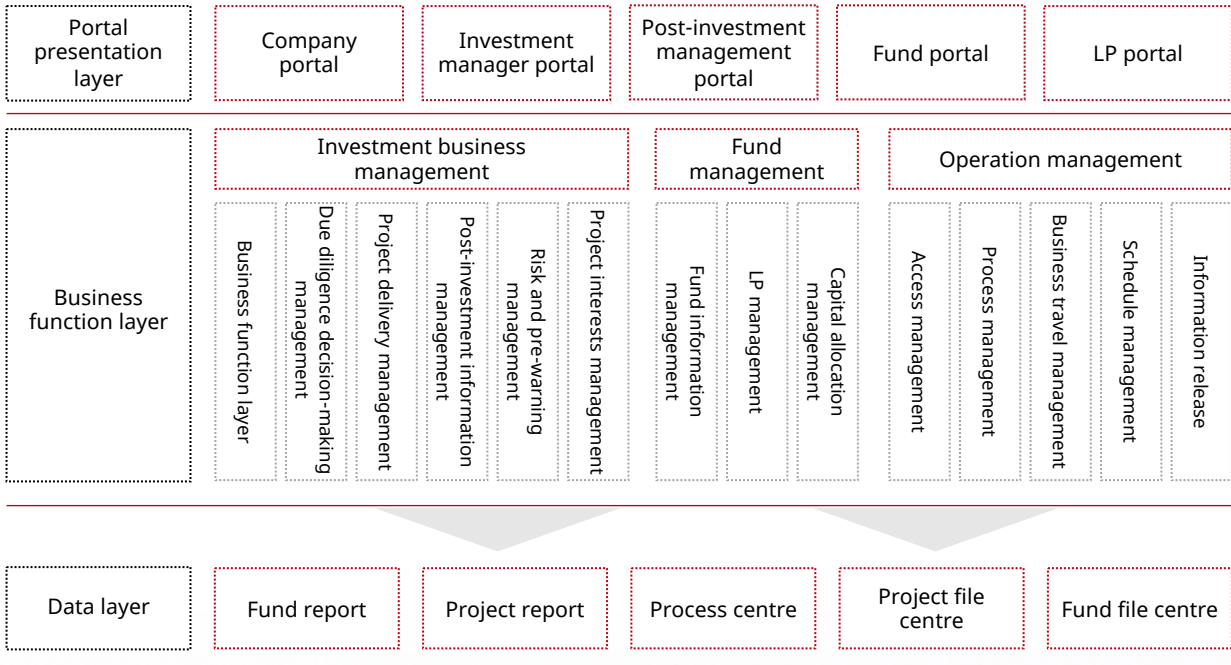 Portal
presentation
layer
Company
portal
Investment
manager portal
Post-investment
management
portal
Fund portal
LP portal
Business
function layer
Investment business
management
Business function layer
Due diligence decision-making
management
Project delivery management
Post-investment information
management
Risk and pre-warning
management
Project interests management
Fund
management
Fund information
management
LP management
Capital allocation
management
Operation management
Access management
Process management
Business travel management
Schedule management
Information release
Data layer
Fund report
Project report
Process centre
Project file
centre
Fund file centre